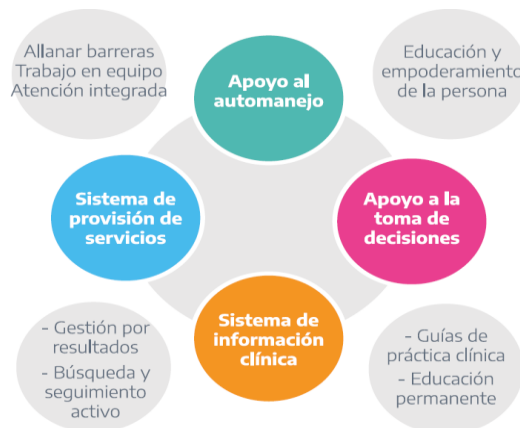 Allanar barreras
Trabajo en equipo
Atención integrada
Apoyo al
automanejo
Educación y
empoderamiento
de la persona
Sistema de
provisión de
servicios
Apoyo a la
toma de
decisiones
- Gestión por
resultados
- Búsqueda y
seguimiento
activo
Sistema de
información
clínica
- Guías de
práctica clínica
- Educación
permanente